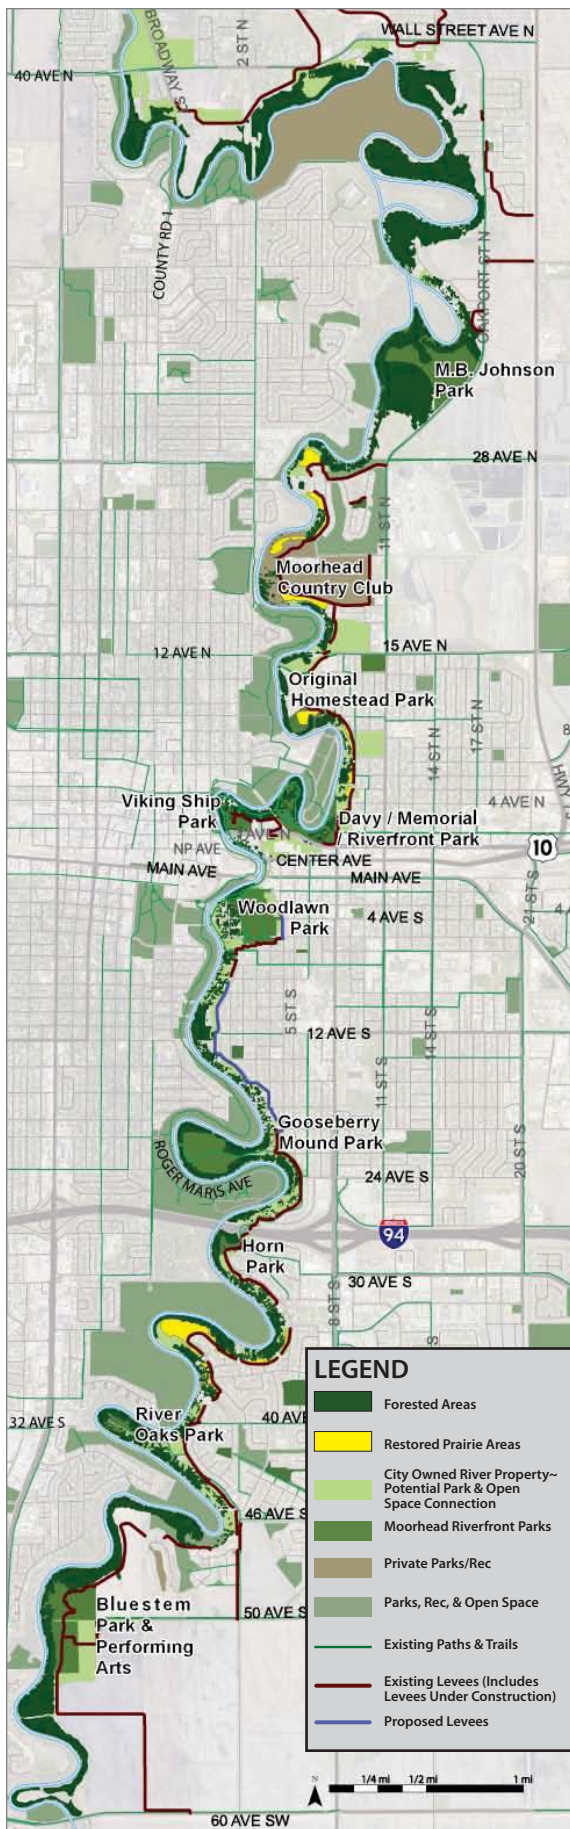 WALL STREET AVE N
BROADWAY ST
2 ST N
40 AVE N
COUNTY RD 1
OAKPORT ST N
M.B. Johnson
Park
28 AVE N
11 ST N
Moorhead
Country Club
12 AVE N
15 AVE N
Original
Homestead Park
14 ST N
17 ST N
HWY
8
Viking Ship
Park
4 AVE N
1 AVE N
Davy / Memorial
/ Riverfront Park
NP AVE
MAIN AVE
CENTER AVE
10
MAIN AVE
21 ST S
Woodlawn
Park
4 AVE S
5 ST S
12 AVE S
14 ST S
11 ST S
Gooseberry
Mound Park
20 ST S
ROGER MARIS AVE
24 AVE S
94
Horn
Park
30 AVE S
8 ST S
S
32 AVE S
River
Oaks Park
40 AVE
46 AVE S
50 AVE S
Bluestem
Park &
Performing
Arts
LEGEND
Forested Areas
Restored Prairie Areas
City Owned River Property~
Potential Park & Open
Space Connection
Moorhead Riverfront Parks
Private Parks/Rec
Parks, Rec, & Open Space
Existing Paths & Trails
Existing Levees (Includes
Levees Under Construction)
Proposed Levees
N
1/4 mi 1/2 mi 1 mi
60 AVE SW